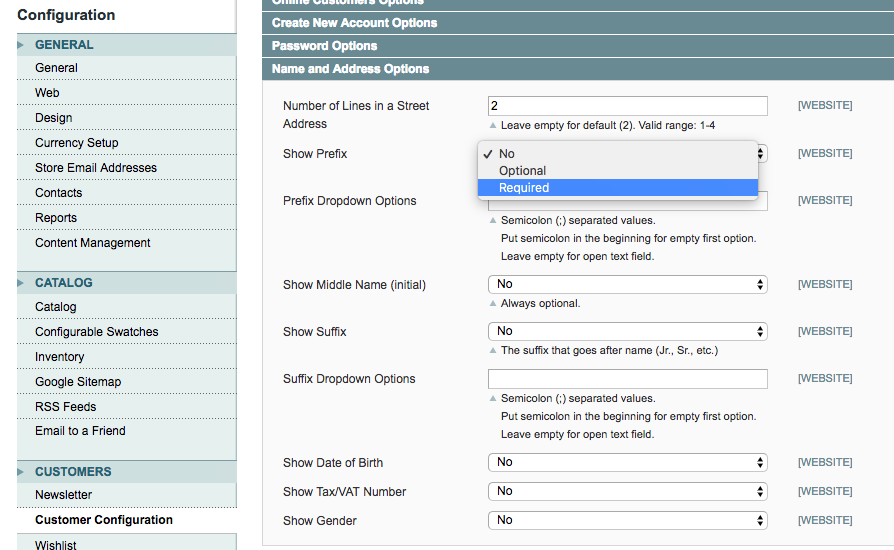 Configuration
GENERAL
General
Web
Design
Currency Setup
Store Email Addresses
Contacts
Reports
Content Management
CATALOG
Catalog
Configurable Swatches
Inventory
Google Sitemap
RSS Feeds
Email to a Friend
CUSTOMERS
Newsletter
Customer Configuration
Wishlist
Online Customers Options
Create New Account Options
Password Options
Name and Address Options
Number of Lines in a Street
Address
2
[WEBSITE]
Leave empty for default (2). Valid range: 1-4
Show Prefix
✓ No
Optional
Required
[WEBSITE]
Prefix Dropdown Options
[WEBSITE]
Semicolon (;) separated values.
Put semicolon in the beginning for empty first option.
Leave empty for open text field.
Show Middle Name (initial)
No
[WEBSITE]
Always optional.
Show Suffix
No
[WEBSITE]
The suffix that goes after name (Jr., Sr., etc.)
Suffix Dropdown Options
[WEBSITE]
Semicolon (;) separated values.
Put semicolon in the beginning for empty first option.
Leave empty for open text field.
Show Date of Birth
No
[WEBSITE]
Show Tax/VAT Number
No
[WEBSITE]
Show Gender
No
[WEBSITE]